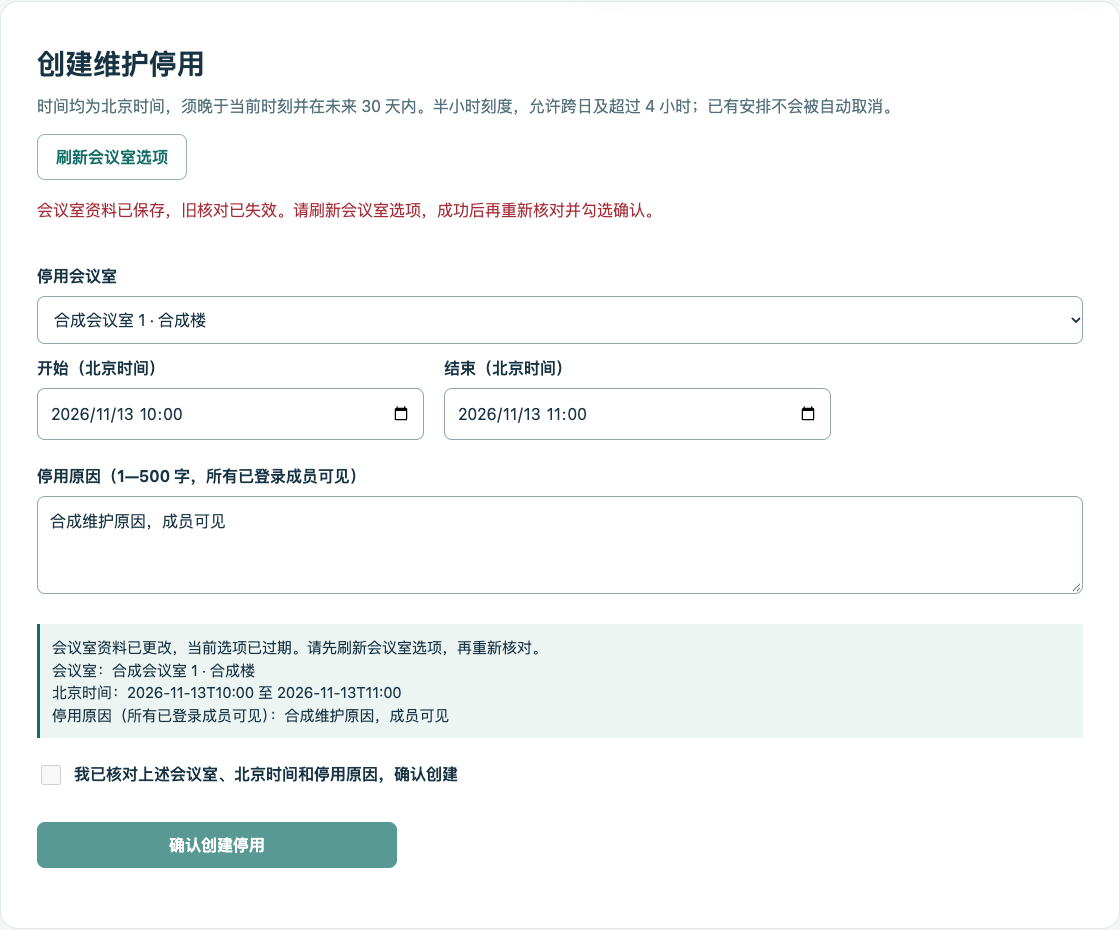 创建维护停用
时间均为北京时间，须晚于当前时刻并在未来 30 天内。半小时刻度，允许跨日及超过 4 小时；已有安排不会被自动取消。
刷新会议室选项
会议室资料已保存，旧核对已失效。请刷新会议室选项，成功后再重新核对并勾选确认。
停用会议室
合成会议室 1 · 合成楼
开始（北京时间） 结束（北京时间）
2026/11/13 10:00 2026/11/13 11:00
停用原因（1—500 字，所有已登录成员可见）
合成维护原因，成员可见
会议室资料已更改，当前选项已过期。请先刷新会议室选项，再重新核对。
会议室：合成会议室 1 · 合成楼
北京时间：2026-11-13T10:00 至 2026-11-13T11:00
停用原因（所有已登录成员可见）：合成维护原因，成员可见
我已核对上述会议室、北京时间和停用原因，确认创建
确认创建停用